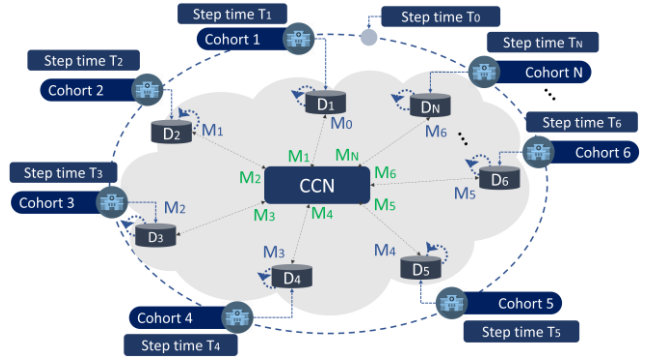 Step time T1
Step time T0
Cohort 1
Step time TN
Step time T2
Cohort N
Cohort 2
...
D1
DN
Step time T6
D2
M1
M0
M6
...
Cohort 6
M1
MN
Step time T3
M2
M6
D6
CCN
M5
Cohort 3
M2
M3
M4
M5
D3
M3
M4
D4
D5
Cohort 4
Cohort 5
Step time T4
Step time T5